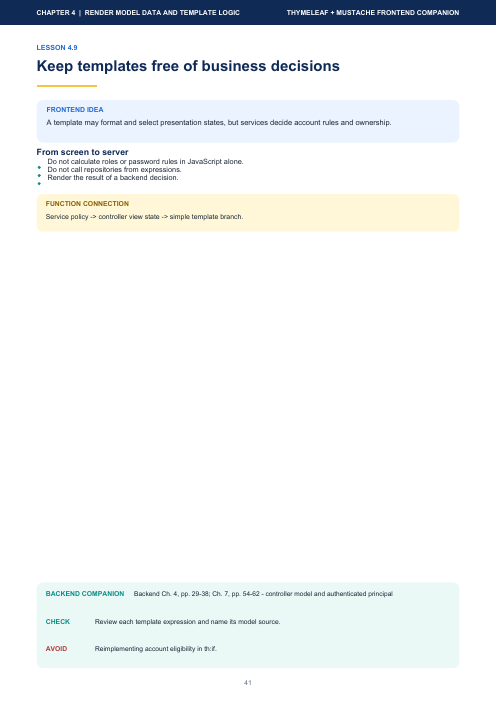 CHAPTER 4 | RENDER MODEL DATA AND TEMPLATE LOGIC THYMELEAF + MUSTACHE FRONTEND COMPANION
LESSON 4.9
Keep templates free of business decisions
FRONTEND IDEA
A template may format and select presentation states, but services decide account rules and ownership.
From screen to server
Do not calculate roles or password rules in JavaScript alone.
Do not call repositories from expressions.
Render the result of a backend decision.
FUNCTION CONNECTION
Service policy -> controller view state -> simple template branch.
BACKEND COMPANION Backend Ch. 4, pp. 29-38; Ch. 7, pp. 54-62 - controller model and authenticated principal
CHECK Review each template expression and name its model source.
AVOID Reimplementing account eligibility in th:if.
41